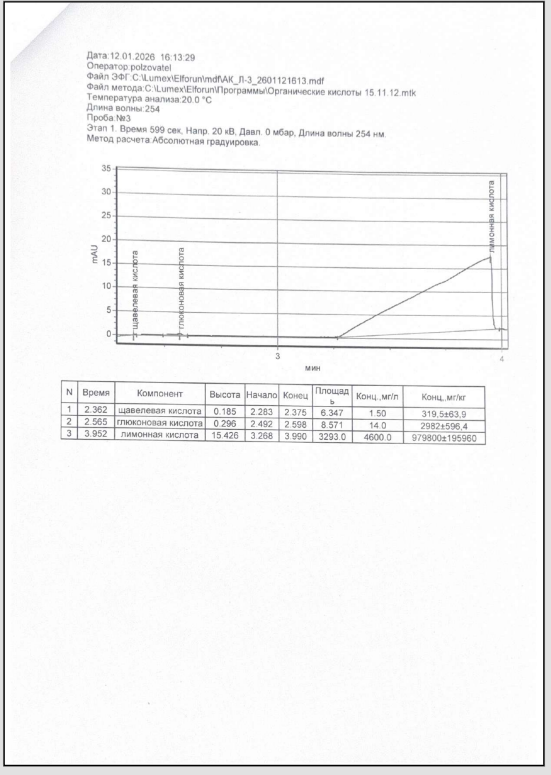 Дата:12.01.2026 16:13:29
Оператор:polzovatel
Файл ЭФГ:C:\Lumex\Elforun\mdf\АК_Л-3_2601121613.mdf
Файл метода:C:\Lumex\Elforun\Программы\Органические кислоты 15.11.12.mtk
Температура анализа:20.0 °C
Длина волны:254
Проба:№3
Этап 1. Время 599 сек, Напр. 20 кВ, Давл. 0 мбар, Длина волны 254 нм.
Метод расчета:Абсолютная градуировка.
35
30
25
20
15
10
5
0
mAU
щавелевая кислота
глюконовая кислота
лимонная кислота
3
4
мин
N Время Компонент Высота Начало Конец Площад
ь Конц.,мг/л Конц.,мг/кг
1 2.362 щавелевая кислота 0.185 2.283 2.375 6.347 1.50 319,5±63,9
2 2.565 глюконовая кислота 0.296 2.492 2.598 8.571 14.0 2982±596,4
3 3.952 лимонная кислота 15.426 3.268 3.990 3293.0 4600.0 979800±195960